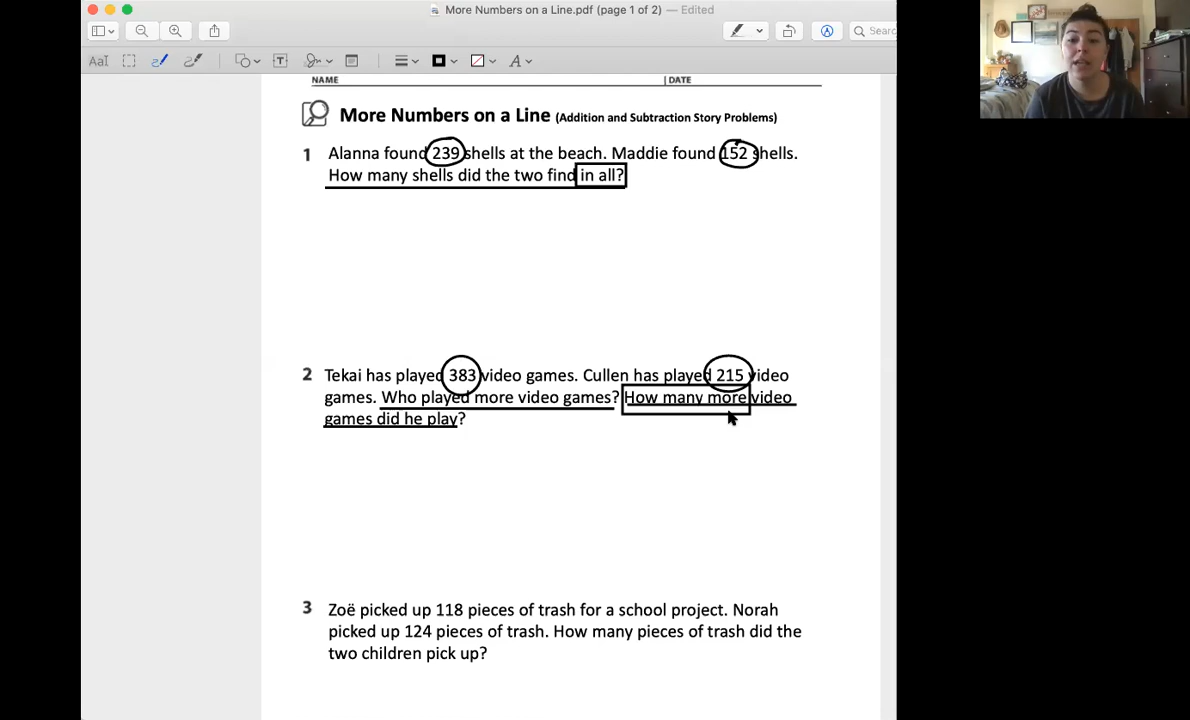 More Numbers on a Line.pdf (page 1 of 2) — Edited
AaI
T
A
Searc
NAME
DATE
More Numbers on a Line (Addition and Subtraction Story Problems)
1 Alanna found 239 shells at the beach. Maddie found 152 shells.
How many shells did the two find in all?
2 Tekai has played 383 video games. Cullen has played 215 video
games. Who played more video games? How many more video
games did he play?
3 Zoë picked up 118 pieces of trash for a school project. Norah
picked up 124 pieces of trash. How many pieces of trash did the
two children pick up?